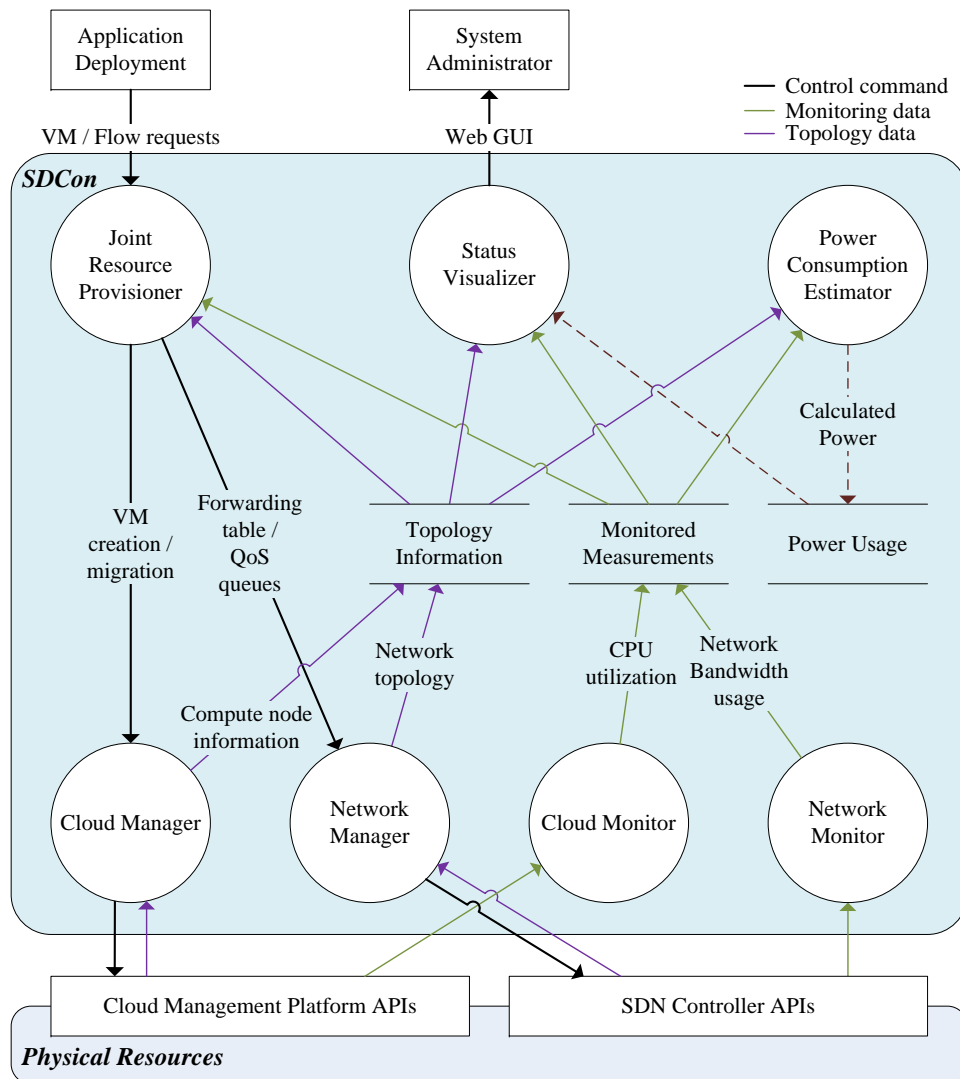 Application
Deployment
System
Administrator
Control command
Monitoring data
Topology data
VM / Flow requests
Web GUI
SDCon
Joint
Resource
Provisioner
Status
Visualizer
Power
Consumption
Estimator
Calculated
Power
VM
creation /
migration
Forwarding
table /
QoS
queues
Topology
Information
Monitored
Measurements
Power Usage
Compute node
information
Network
topology
CPU
utilization
Network
Bandwidth
usage
Cloud Manager
Network
Manager
Cloud Monitor
Network
Monitor
Cloud Management Platform APIs
SDN Controller APIs
Physical Resources